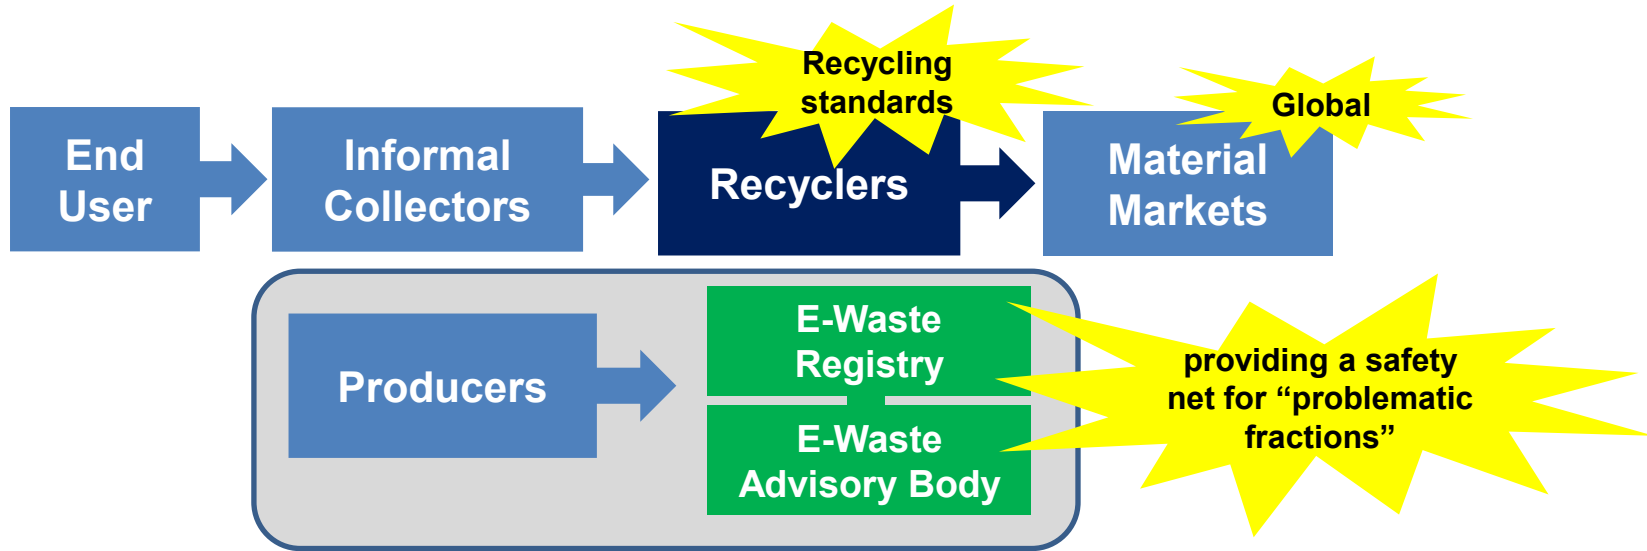 Recycling
standards
Global
End
User
Informal
Collectors
Recyclers
Material
Markets
Producers
E-Waste
Registry
E-Waste
Advisory Body
providing a safety
net for “problematic
fractions”